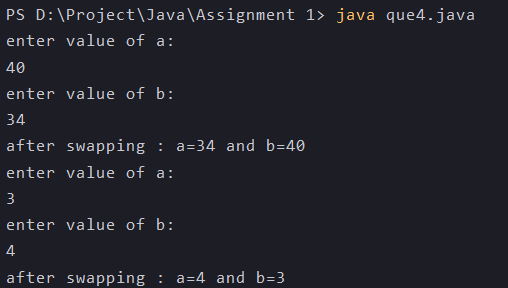 PS D:\Project\Java\Assignment 1> java que4.java
enter value of a:
40
enter value of b:
34
after swapping : a=34 and b=40
enter value of a:
3
enter value of b:
4
after swapping : a=4 and b=3